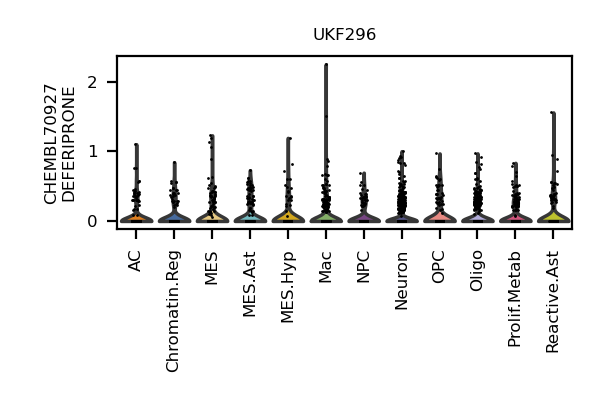 UKF296
CHEMBL70927
DEFERIPRONE
2
1
0
AC
Chromatin.Reg
MES
MES.Ast
MES.Hyp
Mac
NPC
Neuron
OPC
Oligo
Prolif.Metab
Reactive.Ast